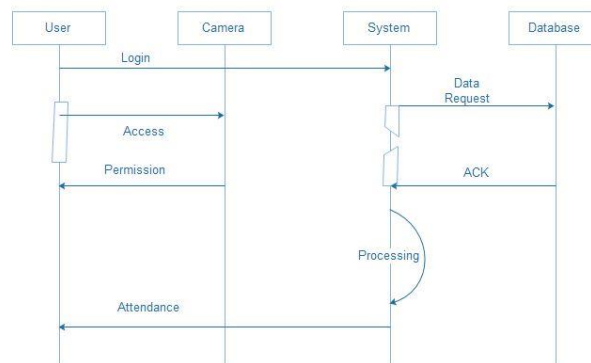 User
Camera
System
Database
Login
Data
Request
Access
Permission
ACK
Processing
Attendance